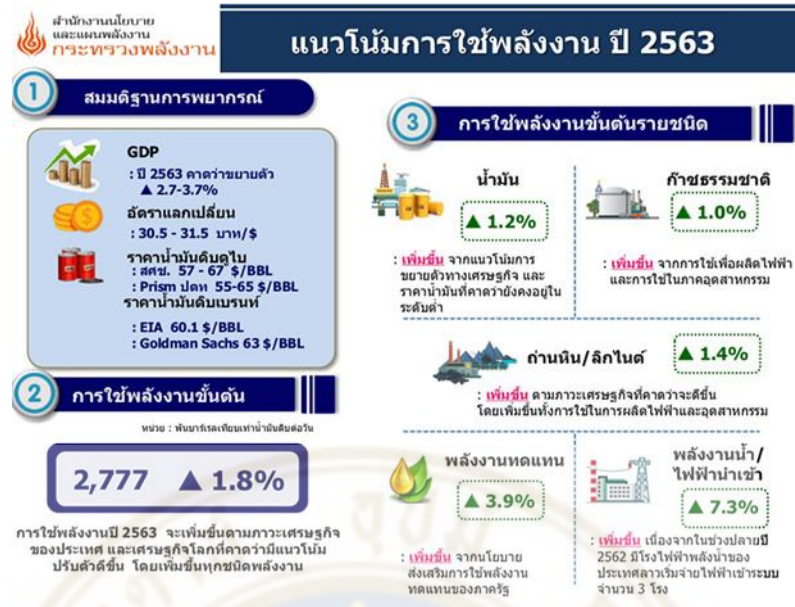 สำนักงานนโยบาย
และแผนพลังงาน
กระทรวงพลังงาน
แนวโน้มการใช้พลังงาน ปี 2563
1
สมมติฐานการพยากรณ์
GDP
: ปี 2563 คาดว่าขยายตัว
▲ 2.7-3.7%
อัตราแลกเปลี่ยน
: 30.5 - 31.5 บาท/$
ราคาน้ำมันดิบดูไบ
: สศช. 57 - 67 $/BBL
: Prism ปตท 55-65 $/BBL
ราคาน้ำมันดิบเบรนท์
: EIA 60.1 $/BBL
: Goldman Sachs 63 $/BBL
2
การใช้พลังงานขั้นต้น
หน่วย : พันบาร์เรลเทียบเท่าน้ำมันดิบต่อวัน
2,777 ▲ 1.8%
การใช้พลังงานปี 2563 จะเพิ่มขึ้นตามภาวะเศรษฐกิจ
ของประเทศ และเศรษฐกิจโลกที่คาดว่ามีแนวโน้ม
ปรับตัวดีขึ้น โดยเพิ่มขึ้นทุกชนิดพลังงาน
3
การใช้พลังงานขั้นต้นรายชนิด
น้ำมัน
▲ 1.2%
: เพิ่มขึ้น จากแนวโน้มการ
ขยายตัวทางเศรษฐกิจ และ
ราคาน้ำมันที่คาดว่ายังคงอยู่ใน
ระดับต่ำ
ก๊าซธรรมชาติ
▲ 1.0%
: เพิ่มขึ้น จากการใช้เพื่อผลิตไฟฟ้า
และการใช้ในภาคอุตสาหกรรม
ถ่านหิน/ลิกไนต์
▲ 1.4%
: เพิ่มขึ้น ตามภาวะเศรษฐกิจที่คาดว่าจะดีขึ้น
โดยเพิ่มขึ้นทั้งการใช้ในการผลิตไฟฟ้าและอุตสาหกรรม
พลังงานทดแทน
▲ 3.9%
: เพิ่มขึ้น จากนโยบาย
ส่งเสริมการใช้พลังงาน
ทดแทนของภาครัฐ
พลังงานน้ำ/
ไฟฟ้านำเข้า
▲ 7.3%
: เพิ่มขึ้น เนื่องจากในช่วงปลายปี
2562 มีโรงไฟฟ้าพลังน้ำของ
ประเทศลาวเริ่มจ่ายไฟฟ้าเข้าระบบ
จำนวน 3 โรง